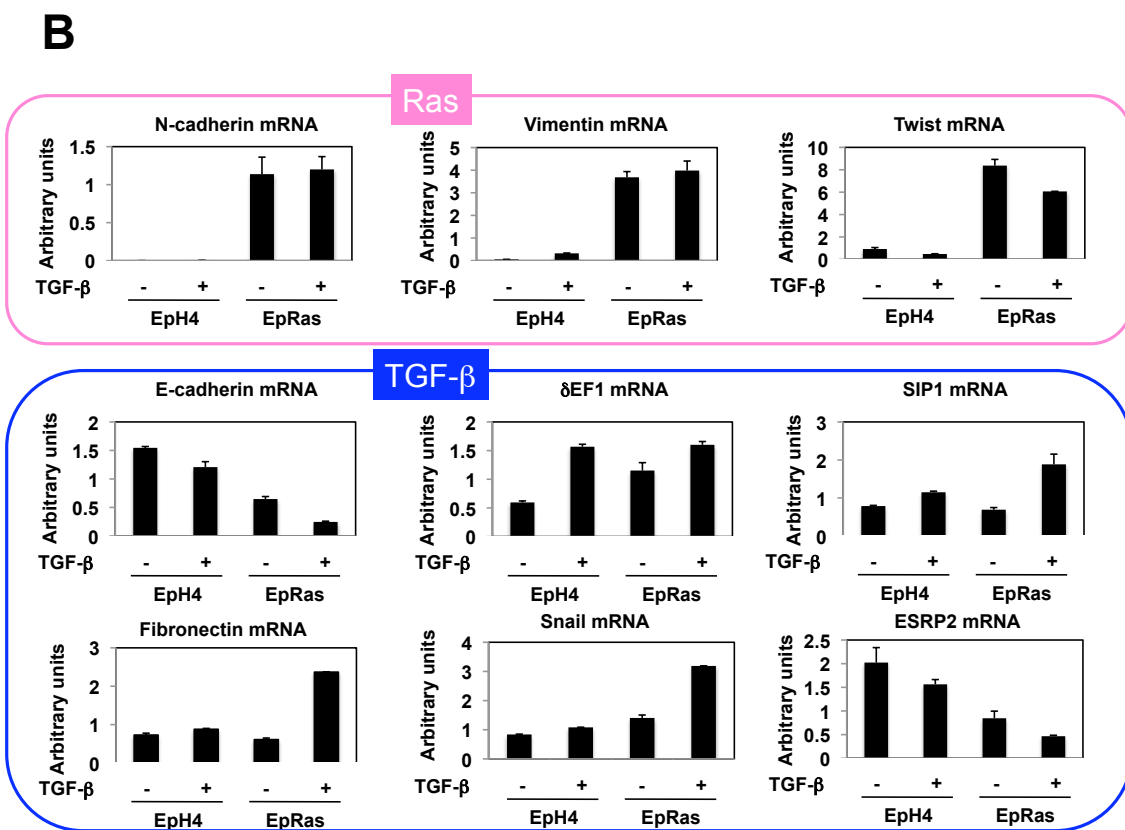 B
Ras
N-cadherin mRNA
Arbitrary units
1.5
1
0.5
0
TGF-β - + - +
EpH4 EpRas
Vimentin mRNA
Arbitrary units
5
4
3
2
1
0
TGF-β - + - +
EpH4 EpRas
Twist mRNA
Arbitrary units
10
8
6
4
2
0
TGF-β - + - +
EpH4 EpRas
TGF-β
E-cadherin mRNA
Arbitrary units
2
1.5
1
0.5
0
TGF-β - + - +
EpH4 EpRas
δEF1 mRNA
Arbitrary units
2
1.5
1
0.5
0
TGF-β - + - +
EpH4 EpRas
SIP1 mRNA
Arbitrary units
3
2
1
0
TGF-β - + - +
EpH4 EpRas
Fibronectin mRNA
Arbitrary units
3
2
1
0
TGF-β - + - +
EpH4 EpRas
Snail mRNA
Arbitrary units
4
3
2
1
0
TGF-β - + - +
EpH4 EpRas
ESRP2 mRNA
Arbitrary units
2.5
2
1.5
1
0.5
0
TGF-β - + - +
EpH4 EpRas